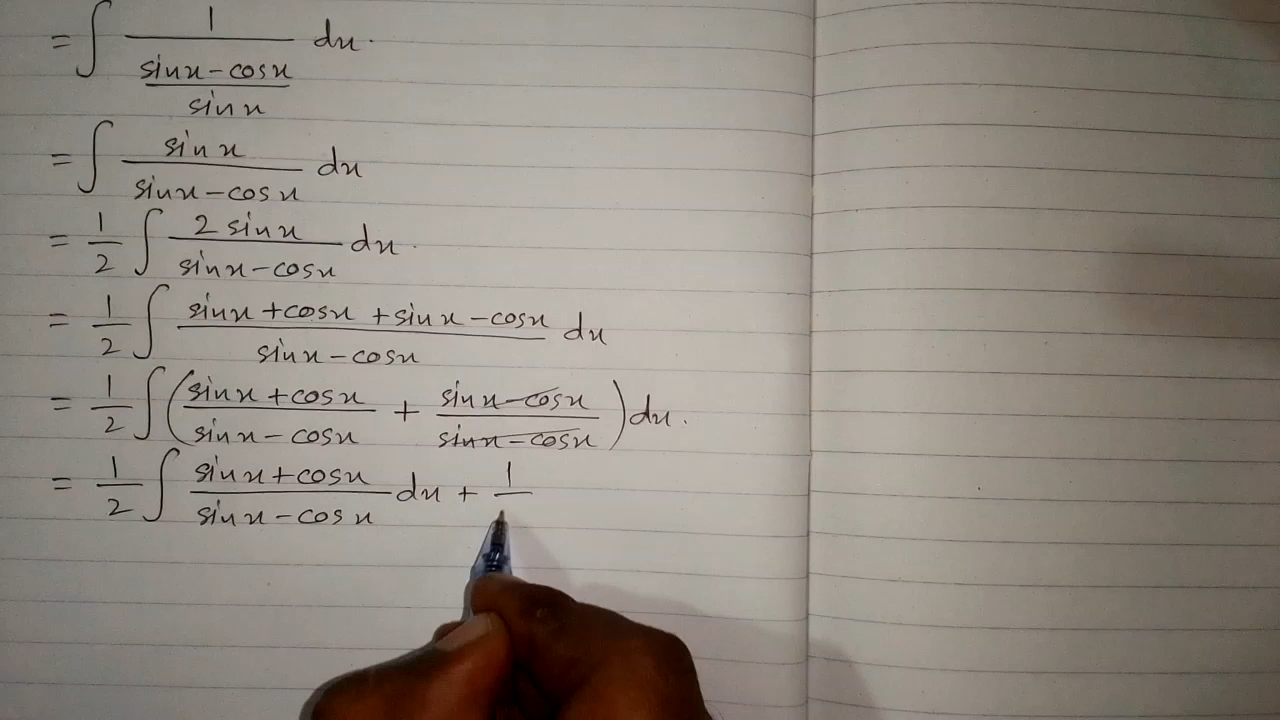 = ∫ 1 / ((sinx - cosx) / sinx) dx.
= ∫ sinx / (sinx - cosx) dx
= 1/2 ∫ 2 sinx / (sinx - cosx) dx.
= 1/2 ∫ (sinx + cosx + sinx - cosx) / (sinx - cosx) dx
= 1/2 ∫ ((sinx + cosx) / (sinx - cosx) + (sinx - cosx) / (sinx - cosx)) dx.
= 1/2 ∫ (sinx + cosx) / (sinx - cosx) dx + 1/